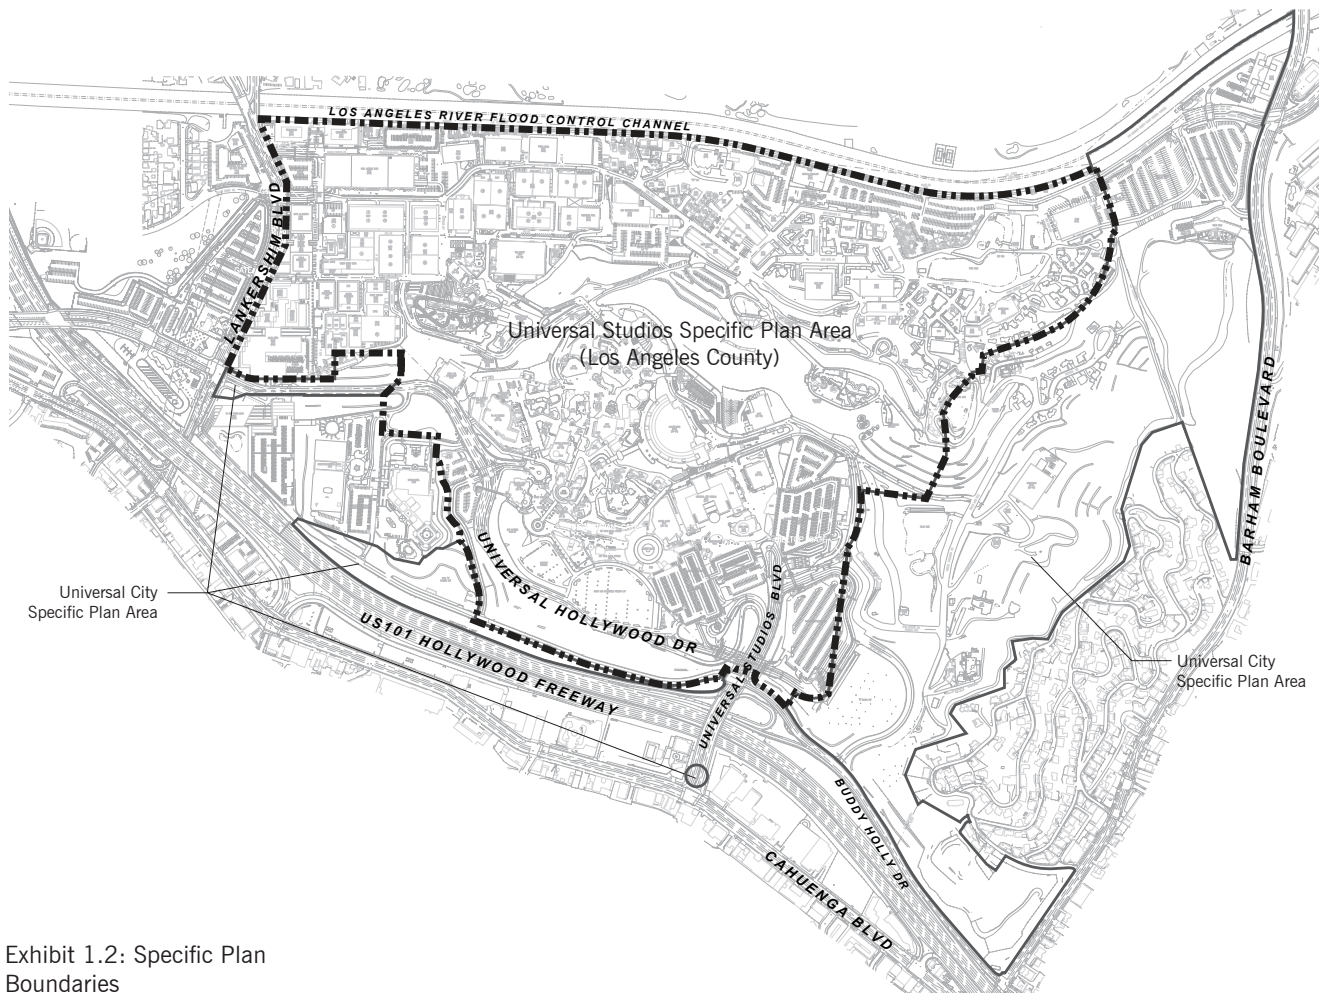 LOS ANGELES RIVER FLOOD CONTROL CHANNEL
LANKERSHIM BLVD
Universal Studios Specific Plan Area
(Los Angeles County)
BARHAM BOULEVARD
UNIVERSAL HOLLYWOOD DR
UNIVERSAL STUDIOS BLVD
Universal City
Specific Plan Area
US101 HOLLYWOOD FREEWAY
Universal City
Specific Plan Area
BUDDY HOLLY DR
CAHUENGA BLVD
Exhibit 1.2: Specific Plan
Boundaries